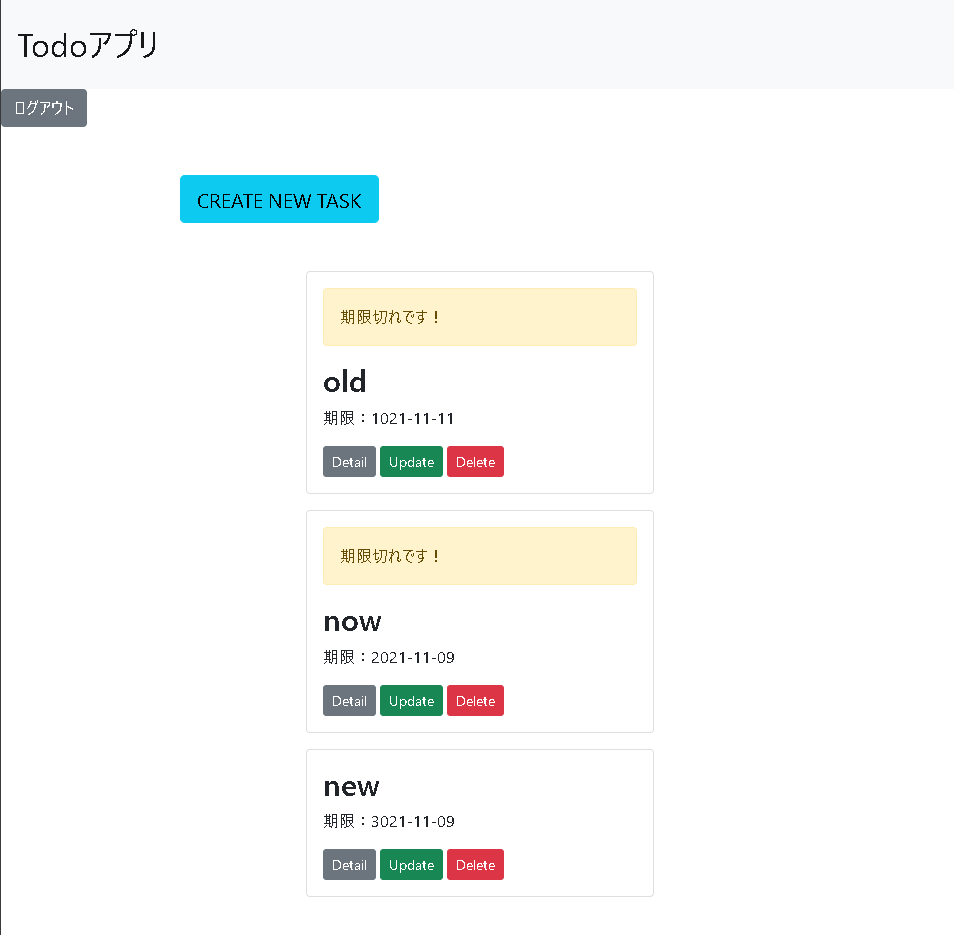 Todoアプリ
ログアウト
CREATE NEW TASK
期限切れです！
old
期限：1021-11-11
Detail Update Delete
期限切れです！
now
期限：2021-11-09
Detail Update Delete
new
期限：3021-11-09
Detail Update Delete